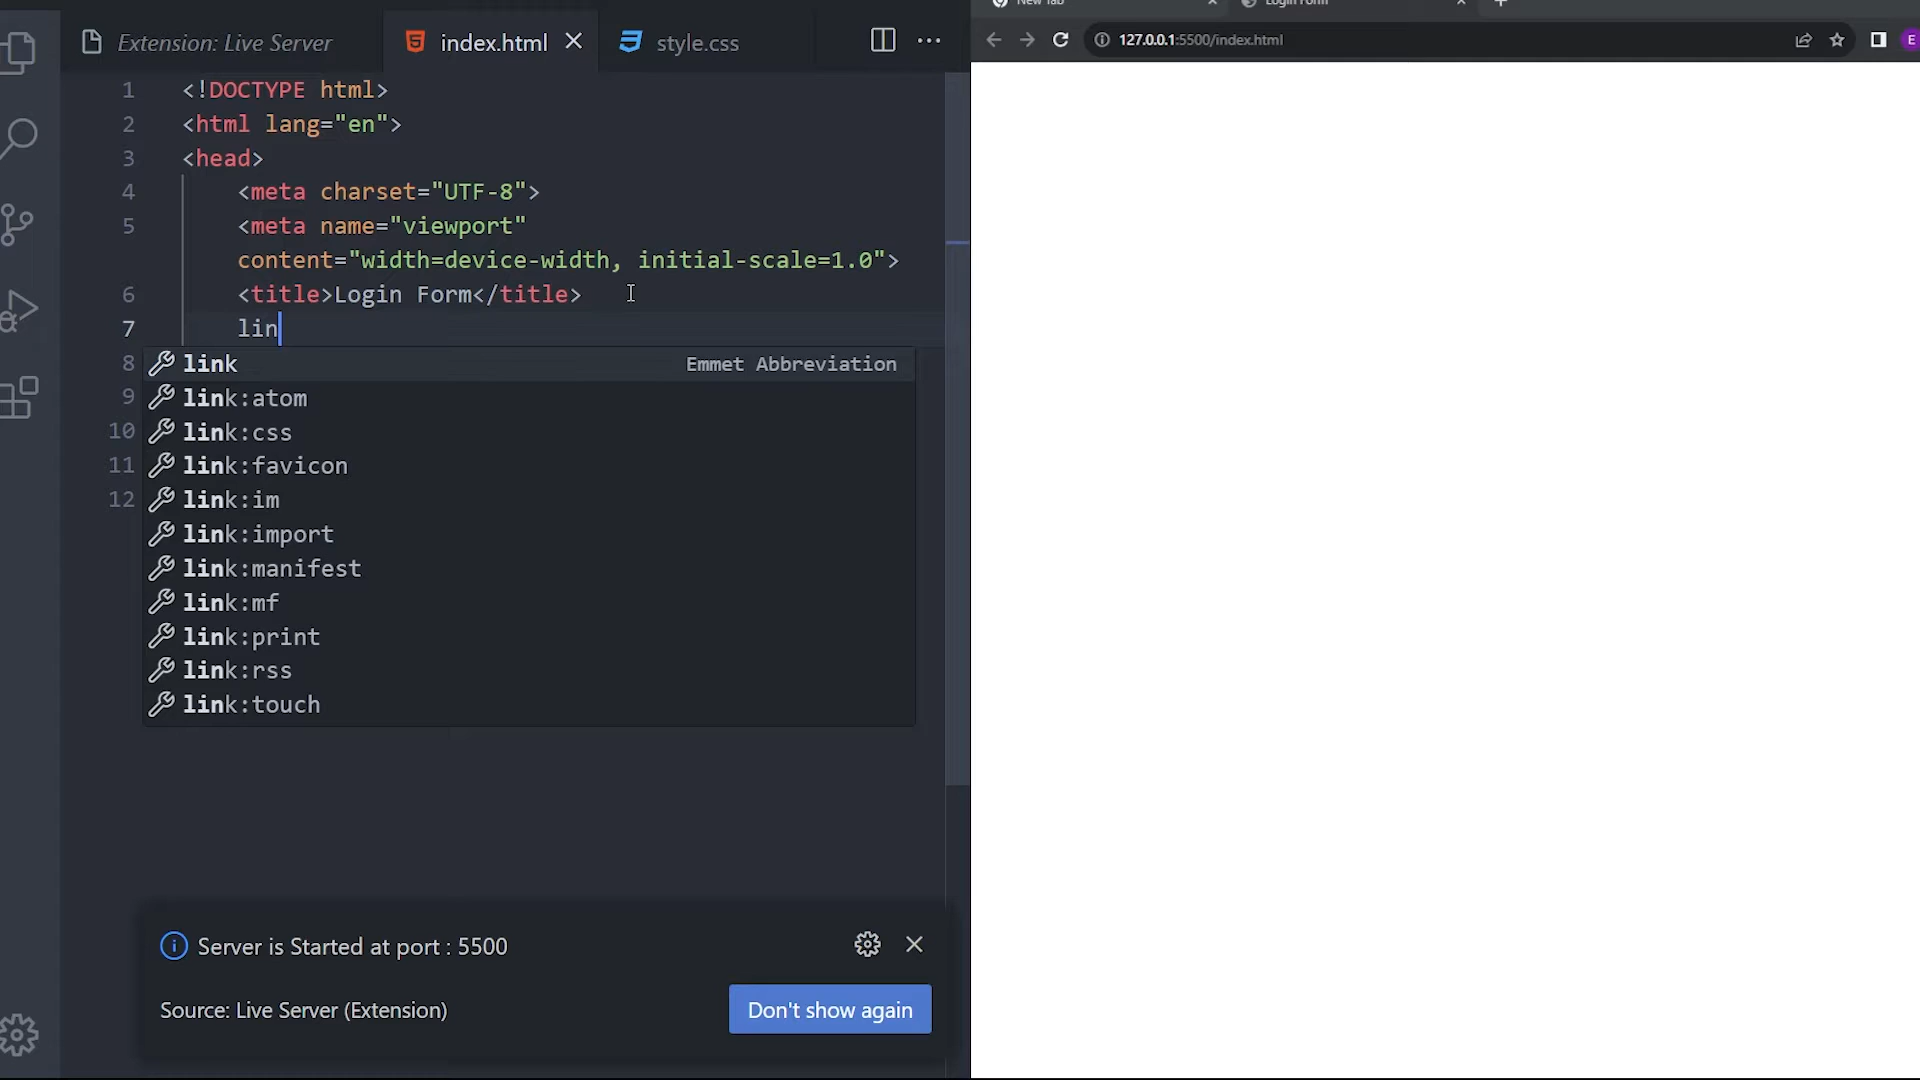 New Tab
Login Form
Extension: Live Server
index.html
style.css
127.0.0.1:5500/index.html
E
1 <!DOCTYPE html>
2 <html lang="en">
3 <head>
4 <meta charset="UTF-8">
5 <meta name="viewport"
content="width=device-width, initial-scale=1.0">
6 <title>Login Form</title>
7 lin
8 link Emmet Abbreviation
9 link:atom
10 link:css
11 link:favicon
12 link:im
link:import
link:manifest
link:mf
link:print
link:rss
link:touch
Server is Started at port : 5500
Source: Live Server (Extension)
Don't show again